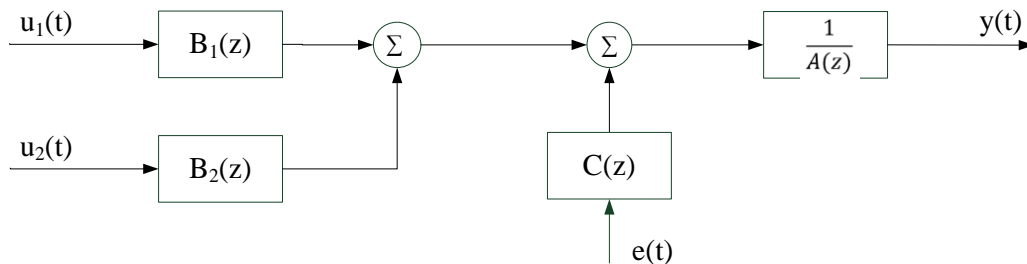 u₁(t)
B₁(z)
Σ
Σ
1
A(z)
y(t)
u₂(t)
B₂(z)
C(z)
e(t)